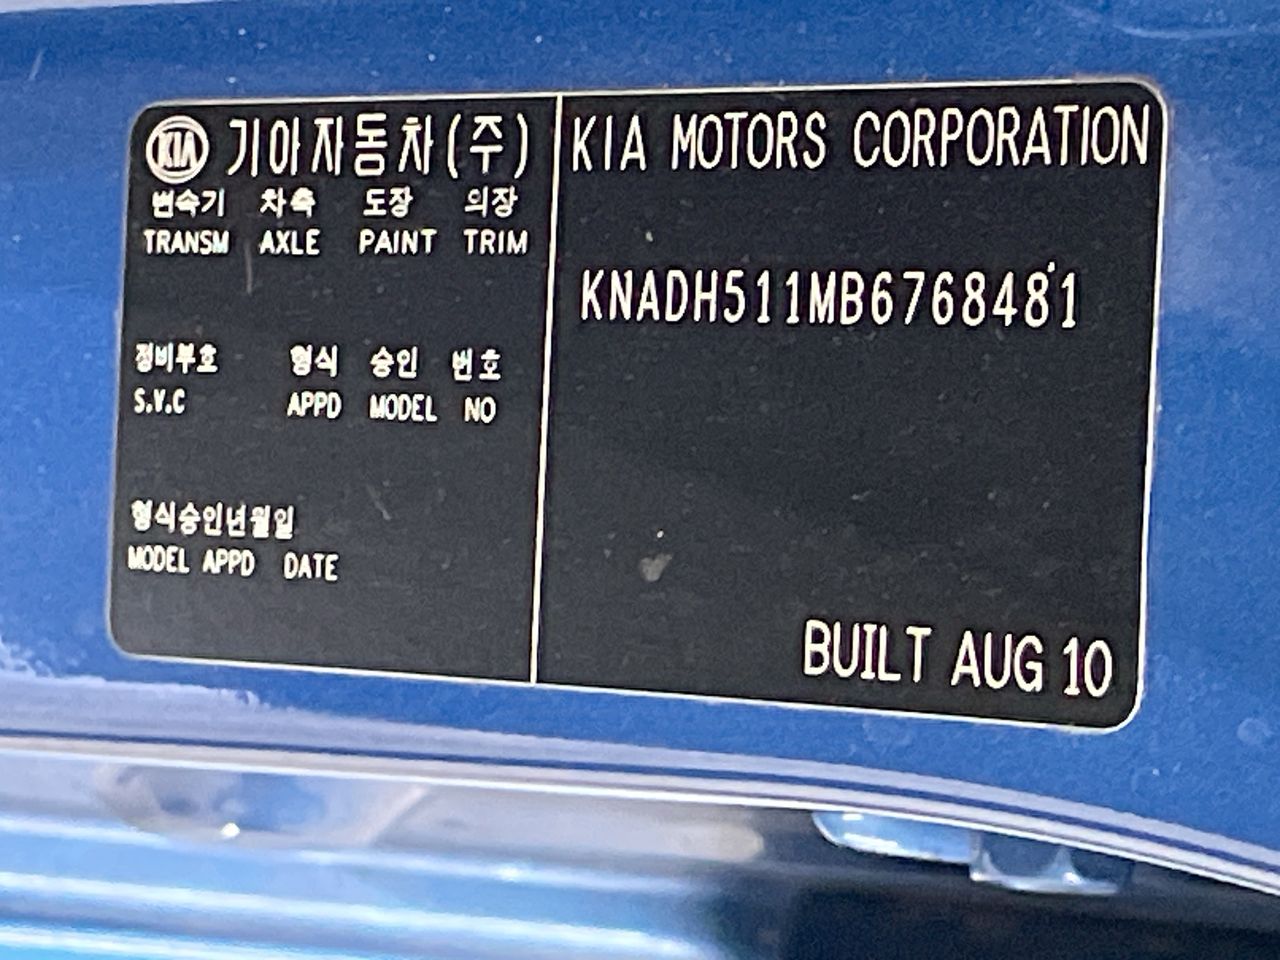 KIA 기아자동차(주)
변속기 차축 도장 의장
TRANSM AXLE PAINT TRIM
정비부호 형식 승인 번호
S.V.C APPD MODEL NO
형식승인년월일
MODEL APPD DATE
KIA MOTORS CORPORATION
KNADH511MB6768481
BUILT AUG 10